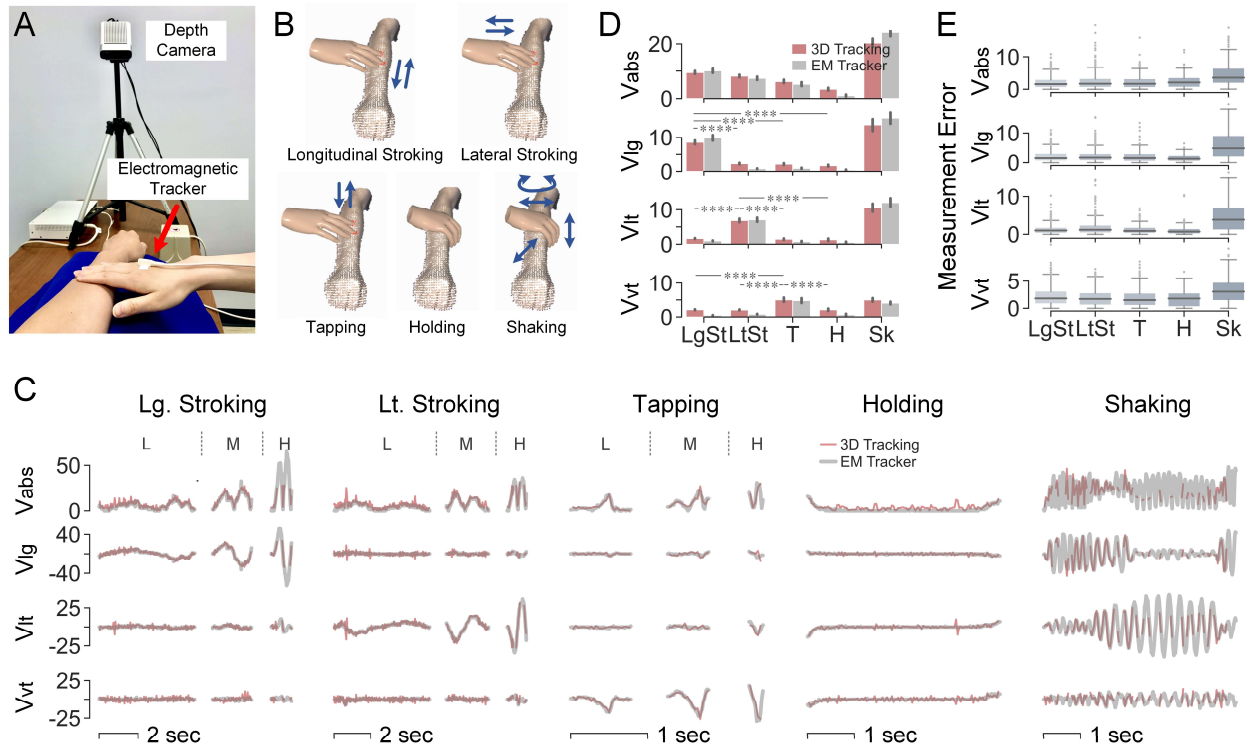 A
Depth
Camera
Electromagnetic
Tracker
B
Longitudinal Stroking
Lateral Stroking
Tapping
Holding
Shaking
D
3D Tracking
EM Tracker
Vabs
20
0
****
****
****
Vlg
10
0
****
**** ****
Vlt
10
0
****
**** ****
Vvt
10
0
LgSt LtSt T H Sk
E
Measurement Error
Vabs
10
0
Vlg
10
0
Vlt
10
0
Vvt
5
0
LgSt LtSt T H Sk
C
Lg. Stroking
Lt. Stroking
Tapping
Holding
Shaking
L M H
L M H
L M H
3D Tracking
EM Tracker
Vabs
50
0
Vlg
40
0
-40
Vlt
25
0
-25
Vvt
25
0
-25
2 sec
2 sec
1 sec
1 sec
1 sec